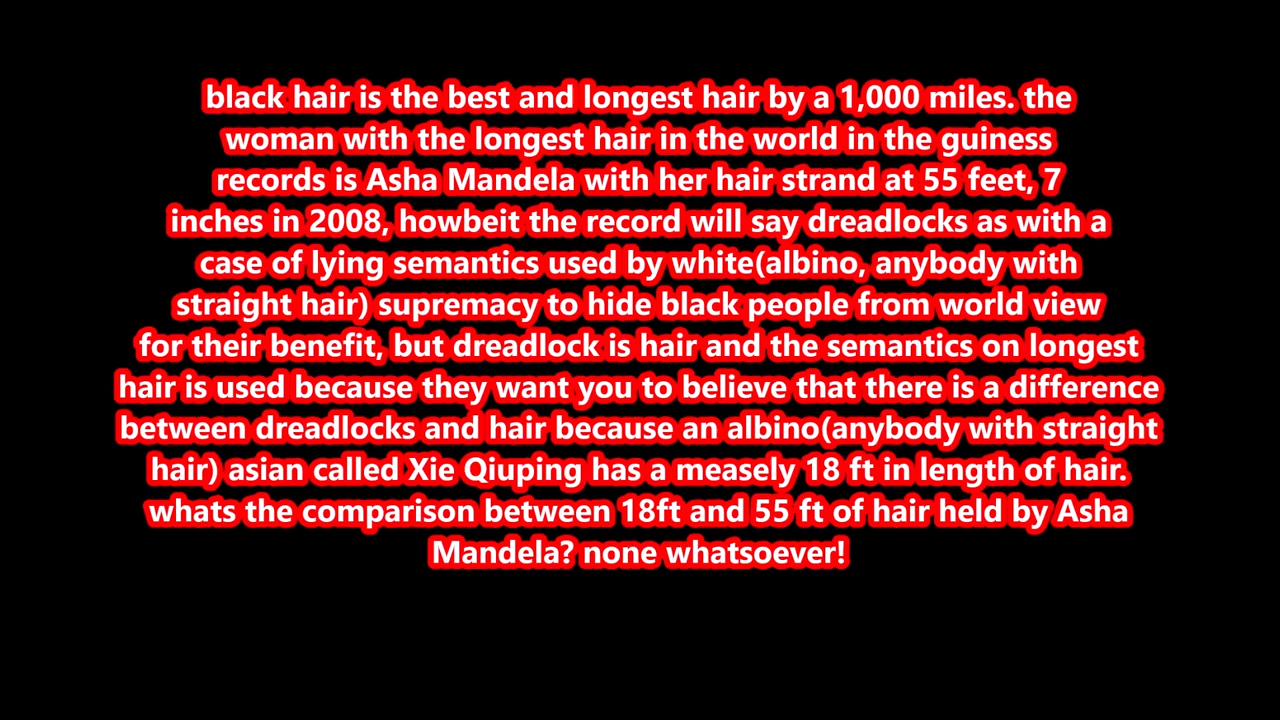 black hair is the best and longest hair by a 1,000 miles. the
woman with the longest hair in the world in the guiness
records is Asha Mandela with her hair strand at 55 feet, 7
inches in 2008, howbeit the record will say dreadlocks as with a
case of lying semantics used by white(albino, anybody with
straight hair) supremacy to hide black people from world view
for their benefit, but dreadlock is hair and the semantics on longest
hair is used because they want you to believe that there is a difference
between dreadlocks and hair because an albino(anybody with straight
hair) asian called Xie Qiuping has a measely 18 ft in length of hair.
whats the comparison between 18ft and 55 ft of hair held by Asha
Mandela? none whatsoever!